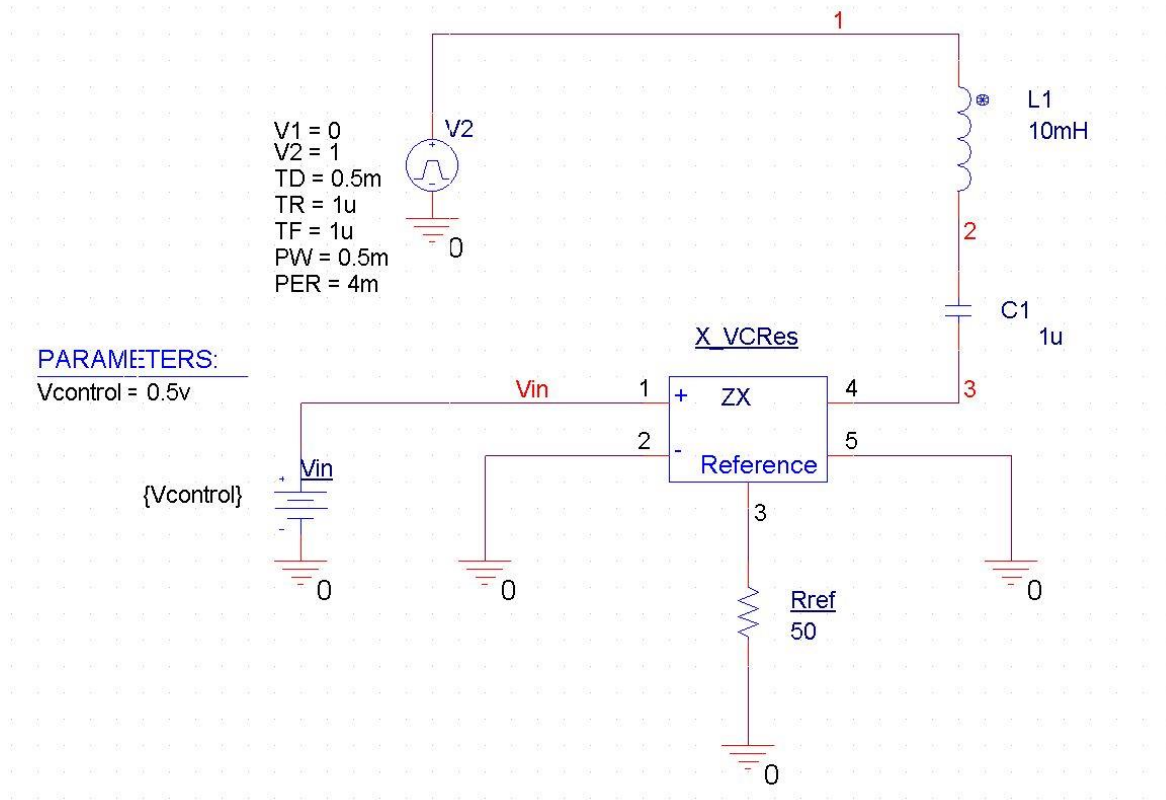 1
V1 = 0
V2 = 1
TD = 0.5m
TR = 1u
TF = 1u
PW = 0.5m
PER = 4m
V2
0
L1
10mH
2
C1
1u
X_VCRes
PARAMETERS:
Vcontrol = 0.5v
Vin
1
+
ZX
4
3
2
-
Reference
5
Vin
{Vcontrol}
3
0
0
0
Rref
50
0